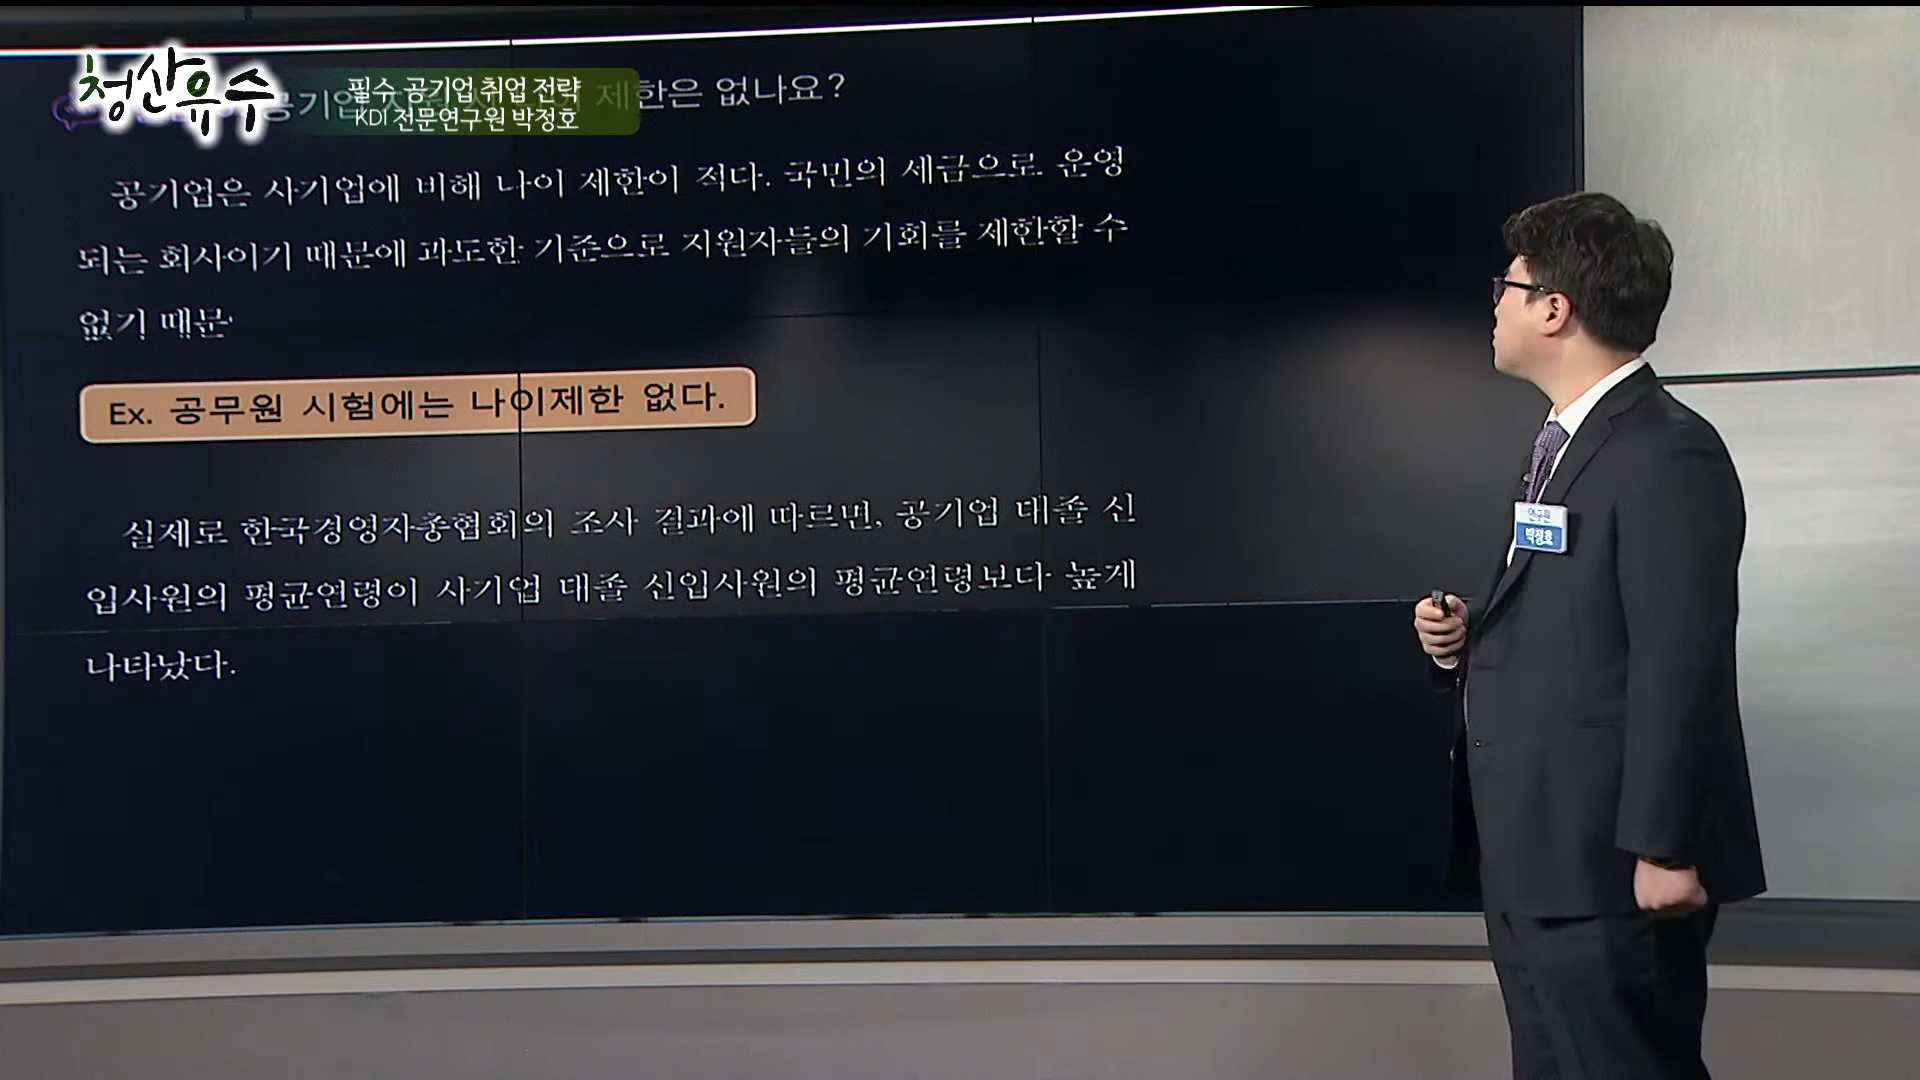 청산유수
필수 공기업 취업 전략
KDI 전문연구원 박정호
공기업 제한은 없나요?
공기업은 사기업에 비해 나이 제한이 적다. 국민의 세금으로 운영
되는 회사이기 때문에 과도한 기준으로 지원자들의 기회를 제한할 수
없기 때문
Ex. 공무원 시험에는 나이제한 없다.
실제로 한국경영자총협회의 조사 결과에 따르면, 공기업 대졸 신
입사원의 평균연령이 사기업 대졸 신입사원의 평균연령보다 높게
나타났다.
연구원
박정호